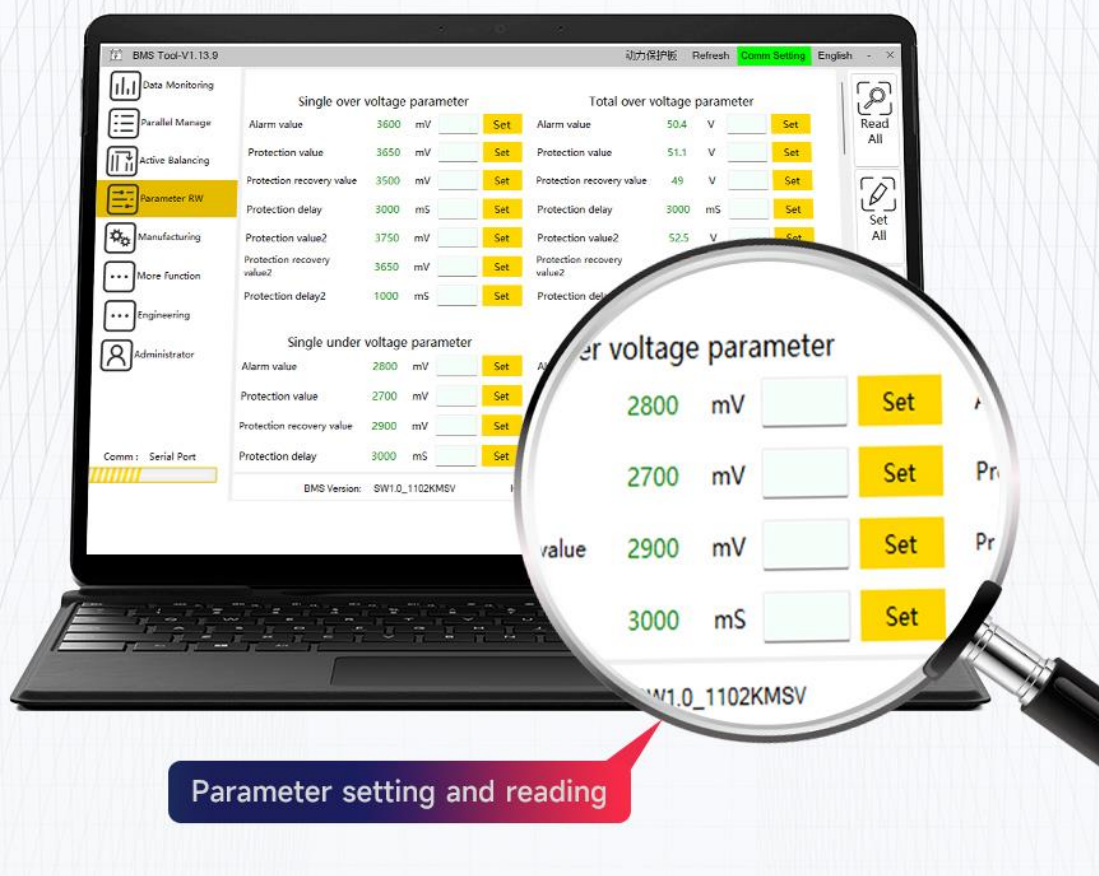 BMS Tool-V1.13.9 动力保护板 Refresh Comm Setting English - ×
Data Monitoring
Parallel Manage
Active Balancing
Parameter RW
Manufacturing
More Function
Engineering
Administrator
Comm : Serial Port
Single over voltage parameter
Alarm value 3600 mV Set
Protection value 3650 mV Set
Protection recovery value 3500 mV Set
Protection delay 3000 mS Set
Protection value2 3750 mV Set
Protection recovery
value2 3650 mV Set
Protection delay2 1000 mS Set
Total over voltage parameter
Alarm value 50.4 V Set
Protection value 51.1 V Set
Protection recovery value 49 V Set
Protection delay 3000 mS Set
Protection value2 52.5 V Set
Protection recovery
value2
Protection
Single under voltage parameter
Alarm value 2800 mV Set
Protection value 2700 mV Set
Protection recovery value 2900 mV Set
Protection delay 3000 mS Set
BMS Version: SW1.0_1102KMSV
Read
All
Set
All
er voltage parameter
2800 mV Set
2700 mV Set
value 2900 mV Set
3000 mS Set
SW1.0_1102KMSV
Parameter setting and reading